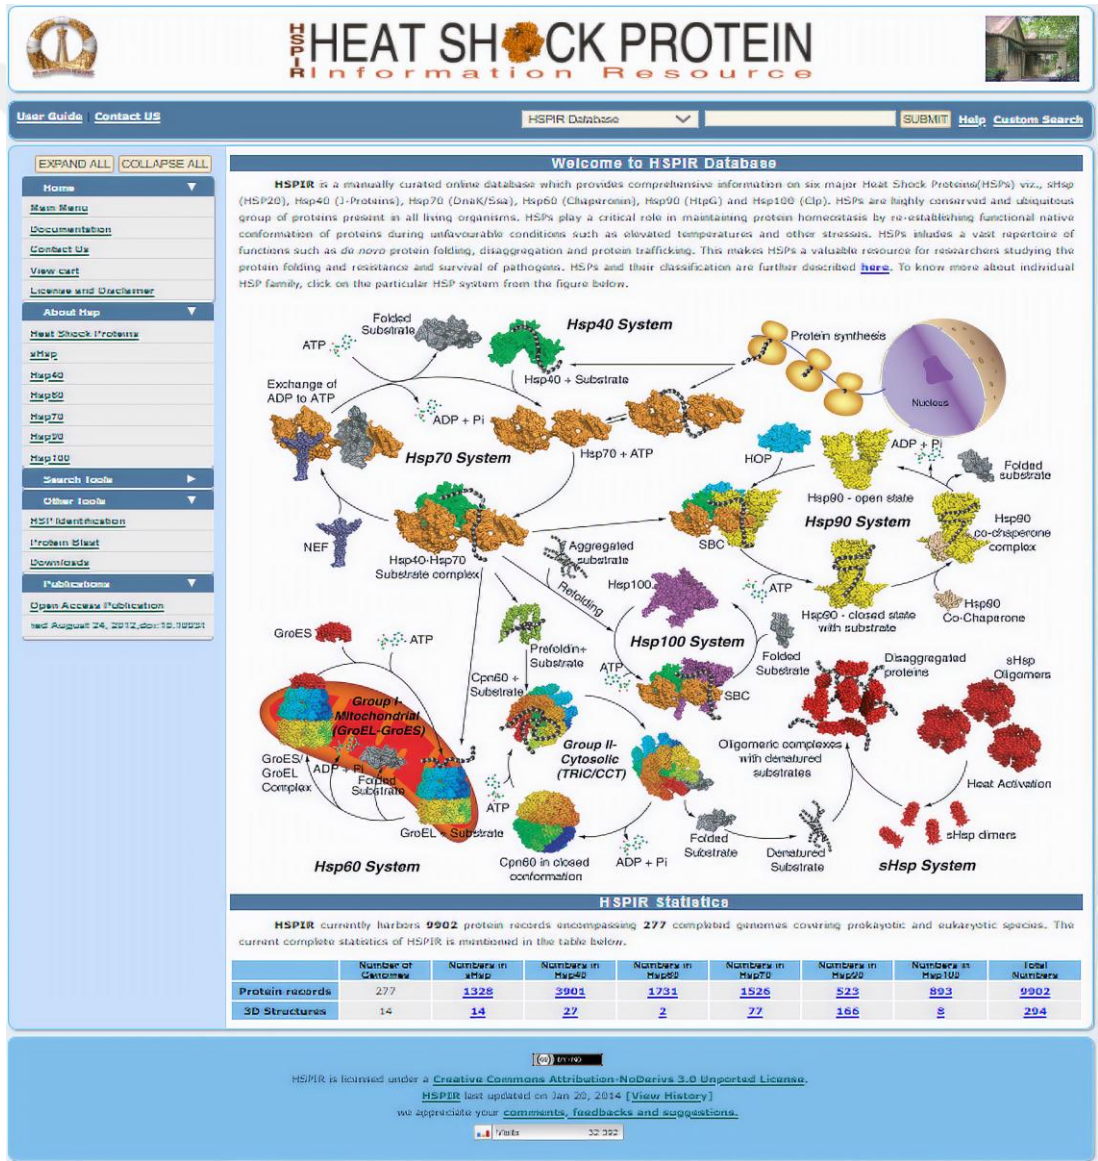 HSPIR
HEAT SHOCK PROTEIN
Information Resource
User Guide Contact US
HSPIR Database
SUBMIT Help Custom Search
EXPAND ALL COLLAPSE ALL
Home
Main Menu
Documentation
Contact Us
View cart
License and Disclaimer
About Hsp
Heat Shock Proteins
sHsp
Hsp40
Hsp60
Hsp70
Hsp90
Hsp100
Search Tools
Other Tools
HSP Identification
Protein Blast
Downloads
Publications
Open Access Publication
hed August 24, 2012,doi:10.10931
Welcome to HSPIR Database
HSPIR is a manually curated online database which provides comprehensive information on six major Heat Shock Proteins(HSPs) viz., sHsp
(HSP20), Hsp40 (J-Proteins), Hsp70 (DnaK/Ssa), Hsp60 (Chaperonin), Hsp90 (HtpG) and Hsp100 (Clp). HSPs are highly conserved and ubiquitous
group of proteins present in all living organisms. HSPs play a critical role in maintaining protein homeostasis by re-establishing functional native
conformation of proteins during unfavourable conditions such as elevated temperatures and other stresses. HSPs inludes a vast repertoire of
functions such as de novo protein folding, disaggregation and protein trafficking. This makes HSPs a valuable resource for researchers studying the
protein folding and resistance and survival of pathogens. HSPs and their classification are further described here. To know more about individual
HSP family, click on the particular HSP system from the figure below.
Folded
Substrate
Hsp40 System
ATP
Protein synthesis
Hsp40 + Substrate
Exchange of
ADP to ATP
Nucleus
ADP + Pi
Hsp70 + ATP
Hsp70 System
HOP
ADP + Pi
Folded
substrate
Hsp90 - open state
Hsp90 System
Hsp90
co-chaperone
complex
SBC
NEF
Hsp40-Hsp70
Substrate complex
Aggregated
substrate
Refolding
Hsp100
ATP
Hsp90 - closed state
with substrate
Hsp90
Co-Chaperone
GroES
ATP
Prefoldin+
Substrate
Hsp100 System
Folded
Substrate
Disaggregated
proteins
sHsp
Oligomers
Cpn60 +
Substrate
ATP
SBC
Group I-
Mitochondrial
(GroEL-GroES)
Group II-
Cytosolic
(TRiC/CCT)
Oligomeric complexes
with denatured
substrates
GroES/
GroEL
Complex
ADP + Pi
Folded
Substrate
ATP
Heat Activation
GroEL + Substrate
sHsp dimers
Hsp60 System
Cpn60 in closed
conformation
ADP + Pi
Folded
Substrate
Denatured
Substrate
sHsp System
HSPIR Statistics
HSPIR currently harbors 9902 protein records encompassing 277 completed genomes covering prokayotic and eukaryotic species. The
current complete statistics of HSPIR is mentioned in the table below.
Number of Genomes Numbers in sHsp Numbers in Hsp40 Numbers in Hsp60 Numbers in Hsp70 Numbers in Hsp90 Numbers in Hsp100 Total Numbers
Protein records 277 1328 3901 1731 1526 523 893 9902
3D Structures 14 14 27 2 77 166 8 294
(cc) BY-ND
HSPIR is licensed under a Creative Commons Attribution-NoDerivs 3.0 Unported License.
HSPIR last updated on Jan 20, 2014 [View History]
we appreciate your comments, feedbacks and suggestions.
Visits 32 392